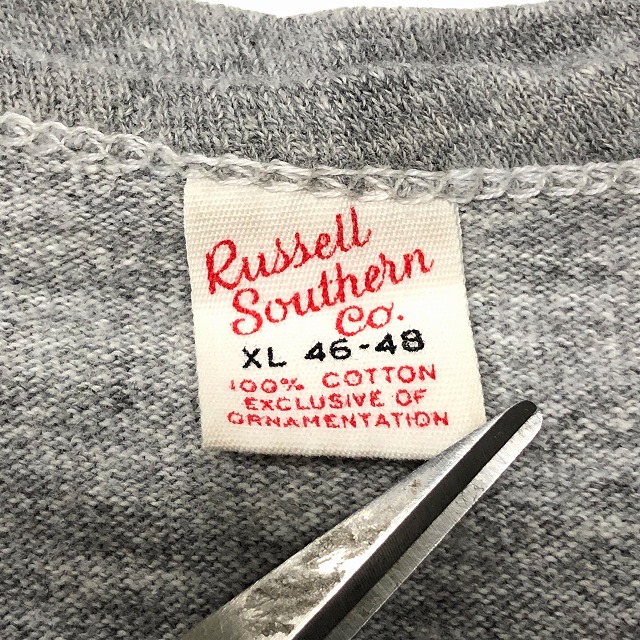 Russell
Southern
Co.
XL 46-48
100% COTTON
EXCLUSIVE OF
ORNAMENTATION